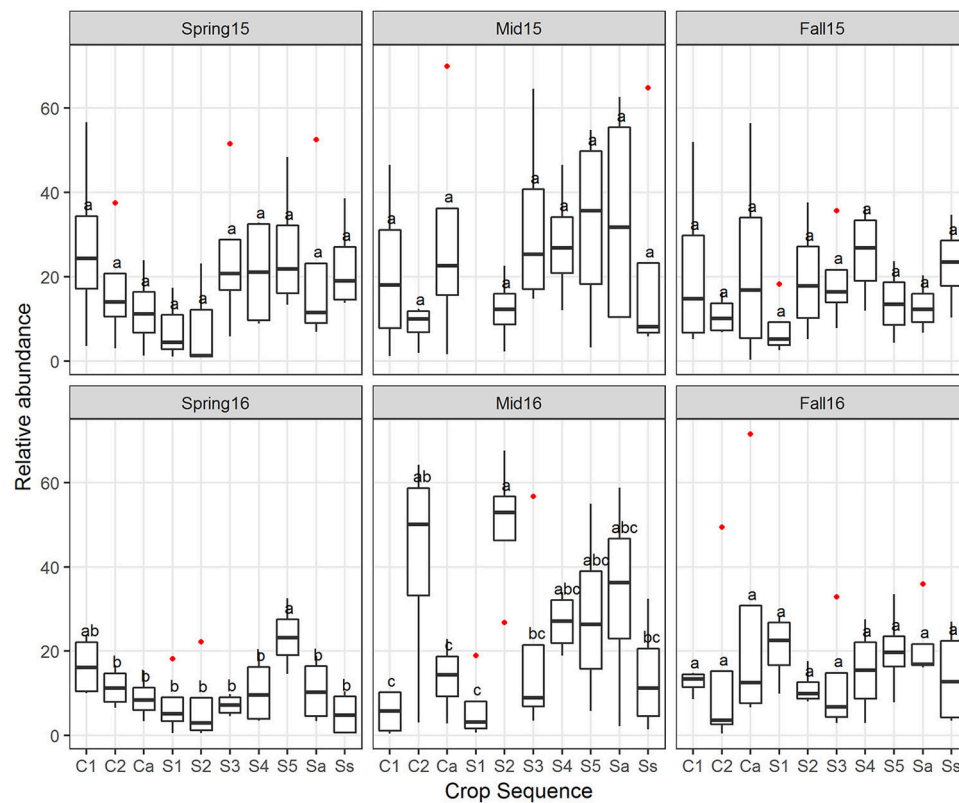 Spring15 Mid15 Fall15
60
40
20
0
a a a a a a a a a a
a a a a a a a a a
a a a a a a a a a a
Spring16 Mid16 Fall16
60
40
20
0
ab b b b b b b a b b
c ab c c a bc abc abc abc bc
a a a a a a a a a a
C1 C2 Ca S1 S2 S3 S4 S5 Sa Ss C1 C2 Ca S1 S2 S3 S4 S5 Sa Ss C1 C2 Ca S1 S2 S3 S4 S5 Sa Ss
Relative abundance
Crop Sequence